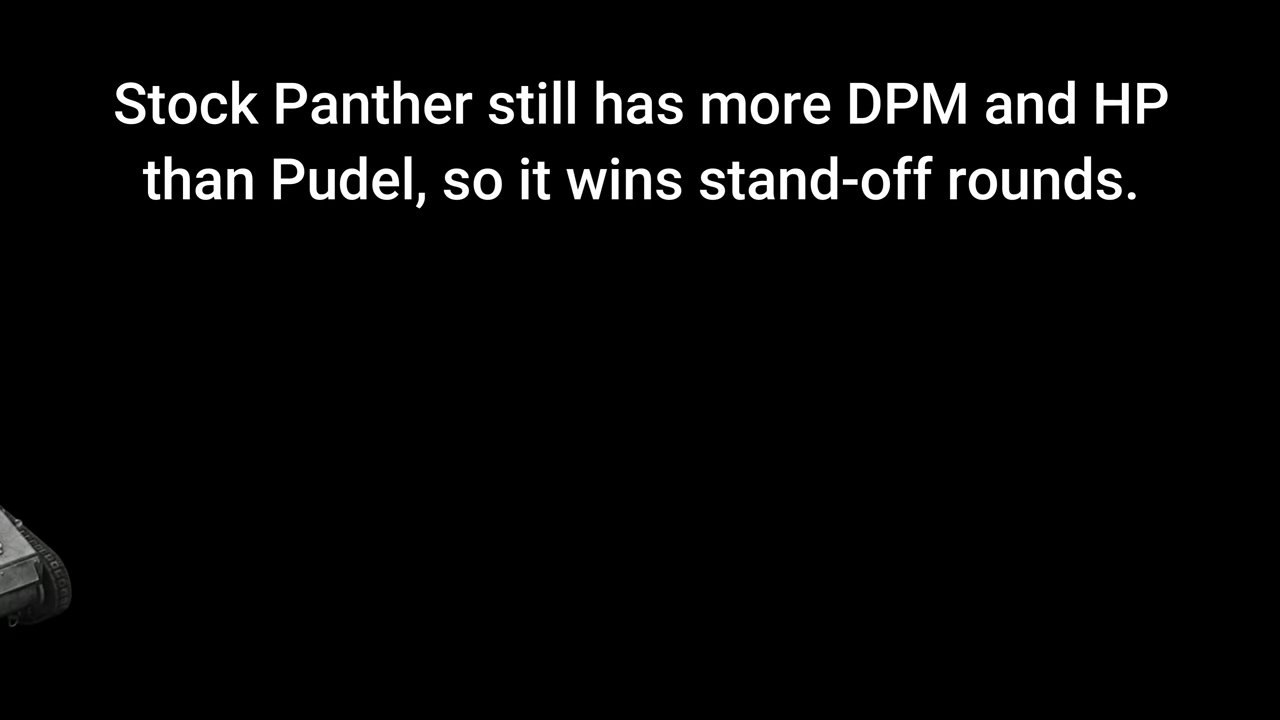 Stock Panther still has more DPM and HP
than Pudel, so it wins stand-off rounds.